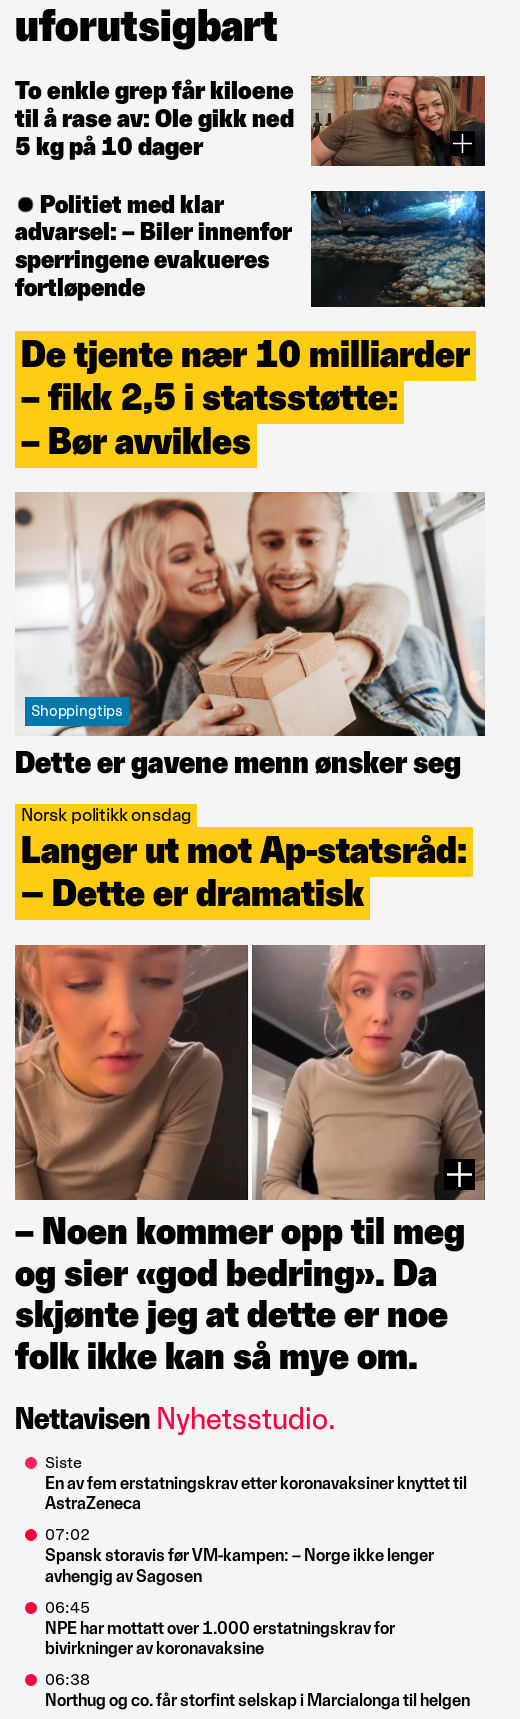 uforutsigbart
To enkle grep får kiloene
til å rase av: Ole gikk ned
5 kg på 10 dager
Politiet med klar
advarsel: – Biler innenfor
sperringene evakueres
fortløpende
De tjente nær 10 milliarder
– fikk 2,5 i statsstøtte:
– Bør avvikles
Shoppingtips
Dette er gavene menn ønsker seg
Norsk politikk onsdag
Langer ut mot Ap-statsråd:
– Dette er dramatisk
– Noen kommer opp til meg
og sier «god bedring». Da
skjønte jeg at dette er noe
folk ikke kan så mye om.
Nettavisen Nyhetsstudio.
Siste
En av fem erstatningskrav etter koronavaksiner knyttet til
AstraZeneca
07:02
Spansk storavis før VM-kampen: – Norge ikke lenger
avhengig av Sagosen
06:45
NPE har mottatt over 1.000 erstatningskrav for
bivirkninger av koronavaksine
06:38
Northug og co. får storfint selskap i Marcialonga til helgen